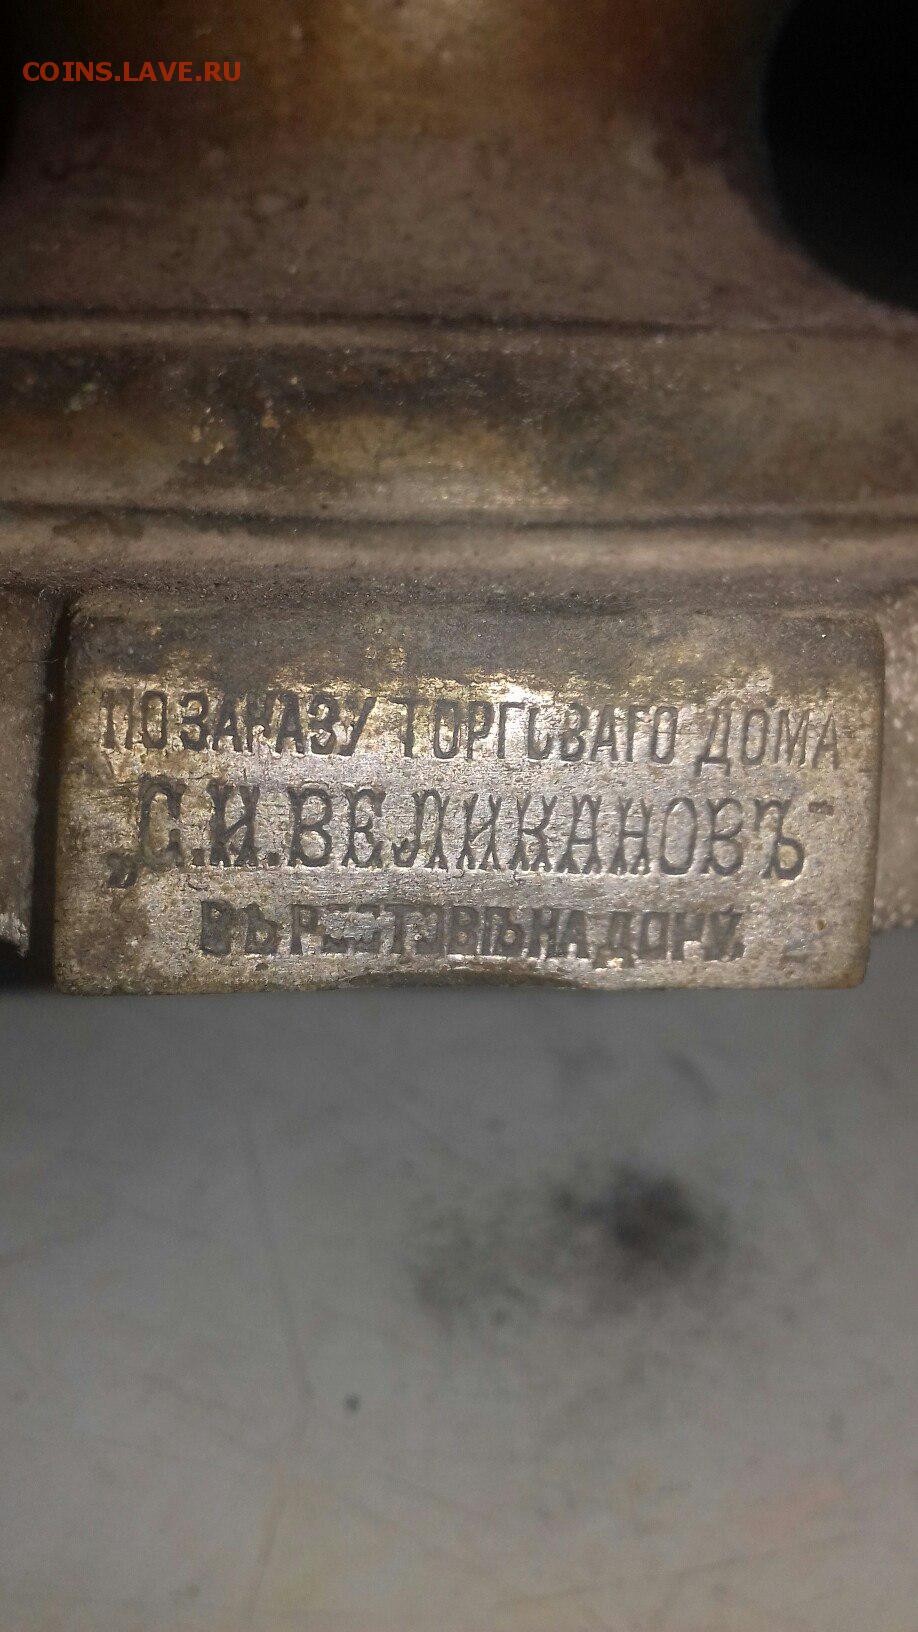 COINS.LAVE.RU
ПО ЗАКАЗУ ТОРГОВАГО ДОМА
„С.И.ВЕЛИКАНОВЪ”
ВЪ РОСТОВѢ НА ДОНУ.